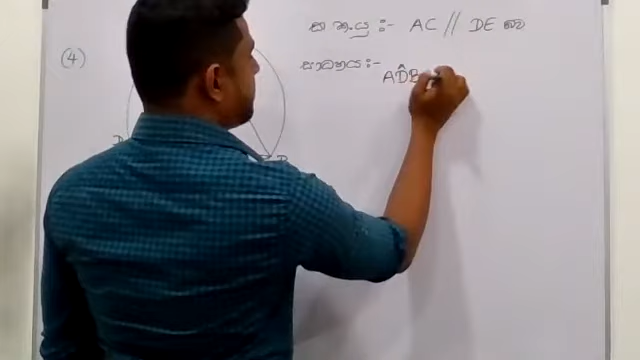 (4)
සා.ක.යු :- AC // DE බව
සාධනය :-
AD̂B
D